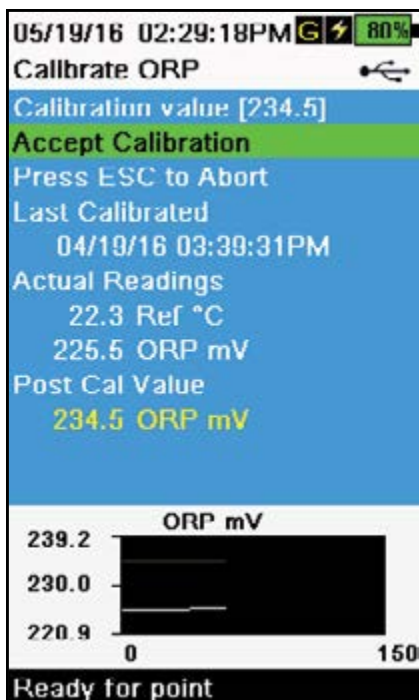 05/19/16 02:29:18PM G 80%
Calibrate ORP
Calibration value [234.5]
Accept Calibration
Press ESC to Abort
Last Calibrated
04/19/16 03:39:31PM
Actual Readings
22.3 Ref °C
225.5 ORP mV
Post Cal Value
234.5 ORP mV
ORP mV
239.2
230.0
220.9
0 150
Ready for point